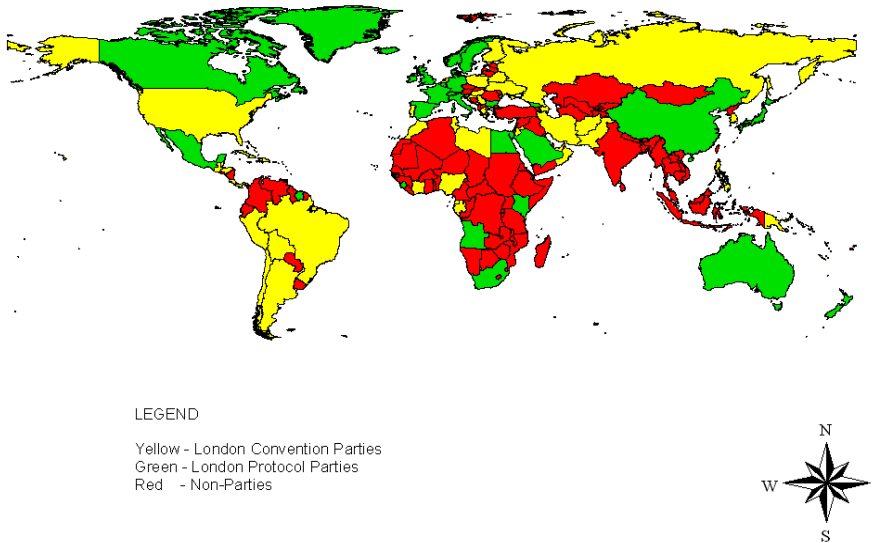 LEGEND
Yellow - London Convention Parties
Green - London Protocol Parties
Red - Non-Parties
N
W
S